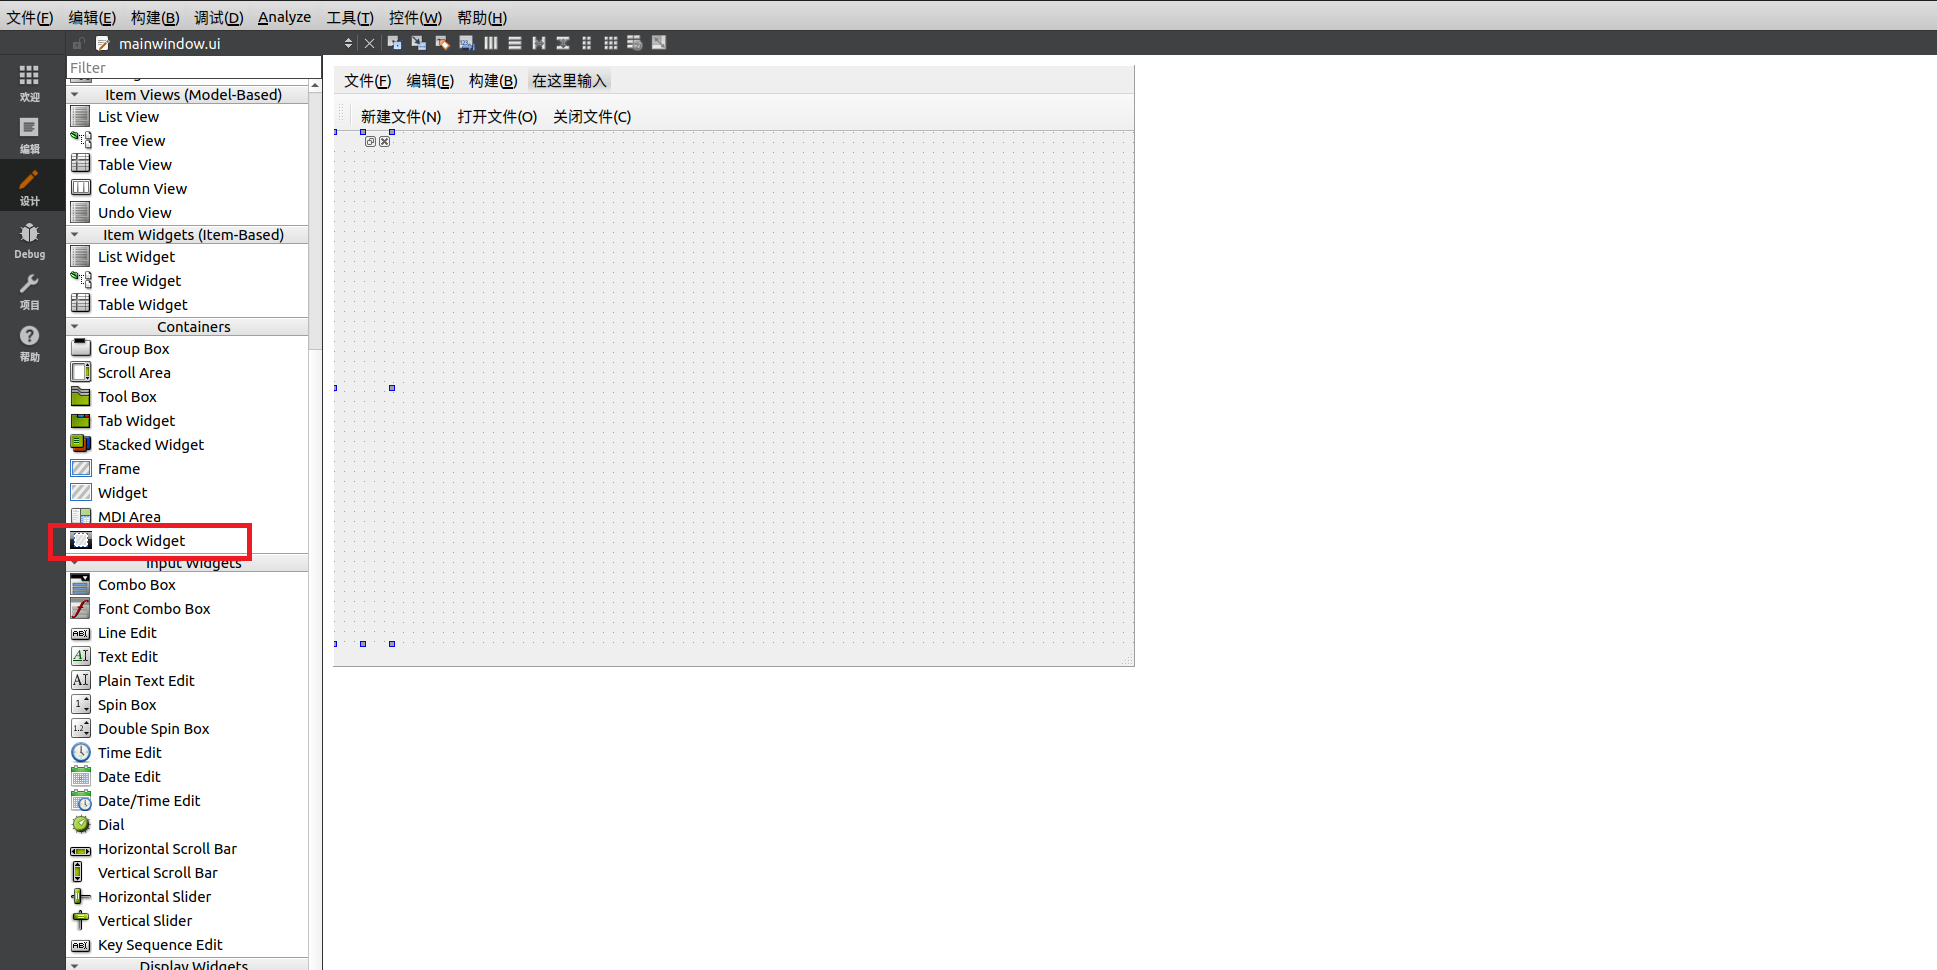 文件(F) 编辑(E) 构建(B) 调试(D) Analyze 工具(T) 控件(W) 帮助(H)
mainwindow.ui
欢迎
编辑
设计
Debug
项目
帮助
Filter
Item Views (Model-Based)
List View
Tree View
Table View
Column View
Undo View
Item Widgets (Item-Based)
List Widget
Tree Widget
Table Widget
Containers
Group Box
Scroll Area
Tool Box
Tab Widget
Stacked Widget
Frame
Widget
MDI Area
Dock Widget
Input Widgets
Combo Box
Font Combo Box
Line Edit
Text Edit
Plain Text Edit
Spin Box
Double Spin Box
Time Edit
Date Edit
Date/Time Edit
Dial
Horizontal Scroll Bar
Vertical Scroll Bar
Horizontal Slider
Vertical Slider
Key Sequence Edit
Display Widgets
文件(F) 编辑(E) 构建(B) 在这里输入
新建文件(N) 打开文件(O) 关闭文件(C)